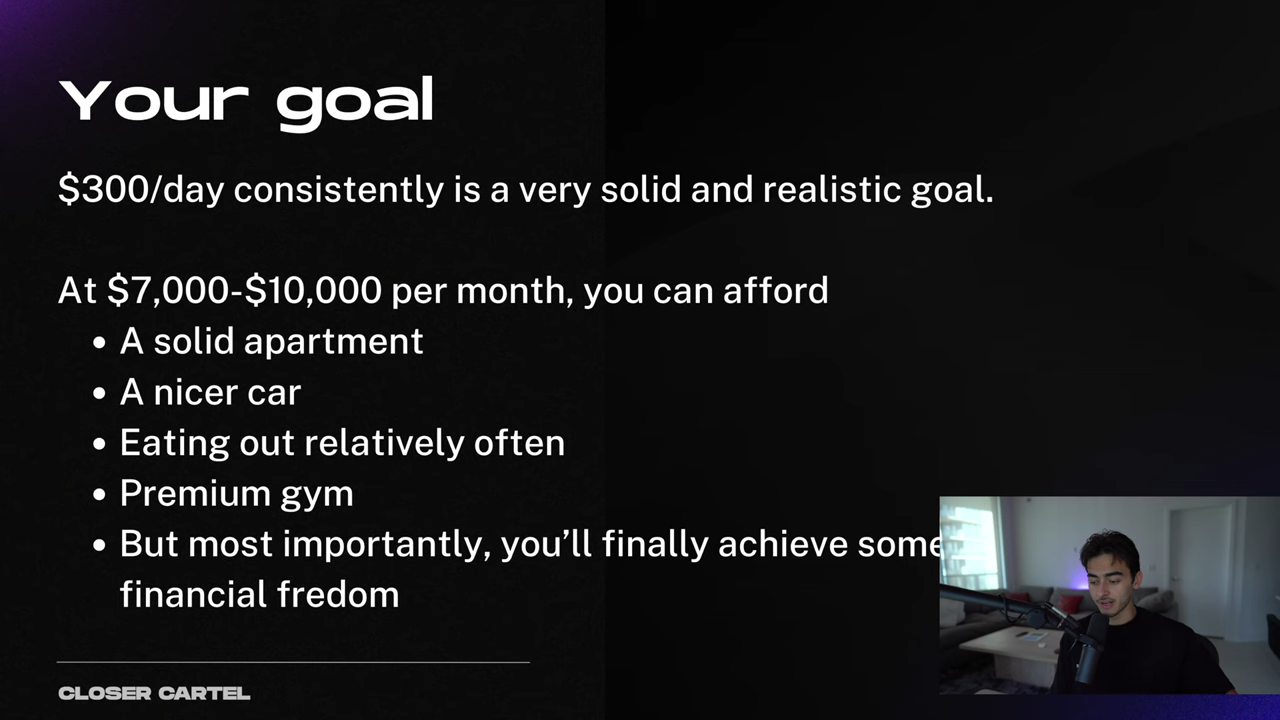 Your goal
$300/day consistently is a very solid and realistic goal.
At $7,000-$10,000 per month, you can afford
• A solid apartment
• A nicer car
• Eating out relatively often
• Premium gym
• But most importantly, you’ll finally achieve some
financial fredom
CLOSER CARTEL